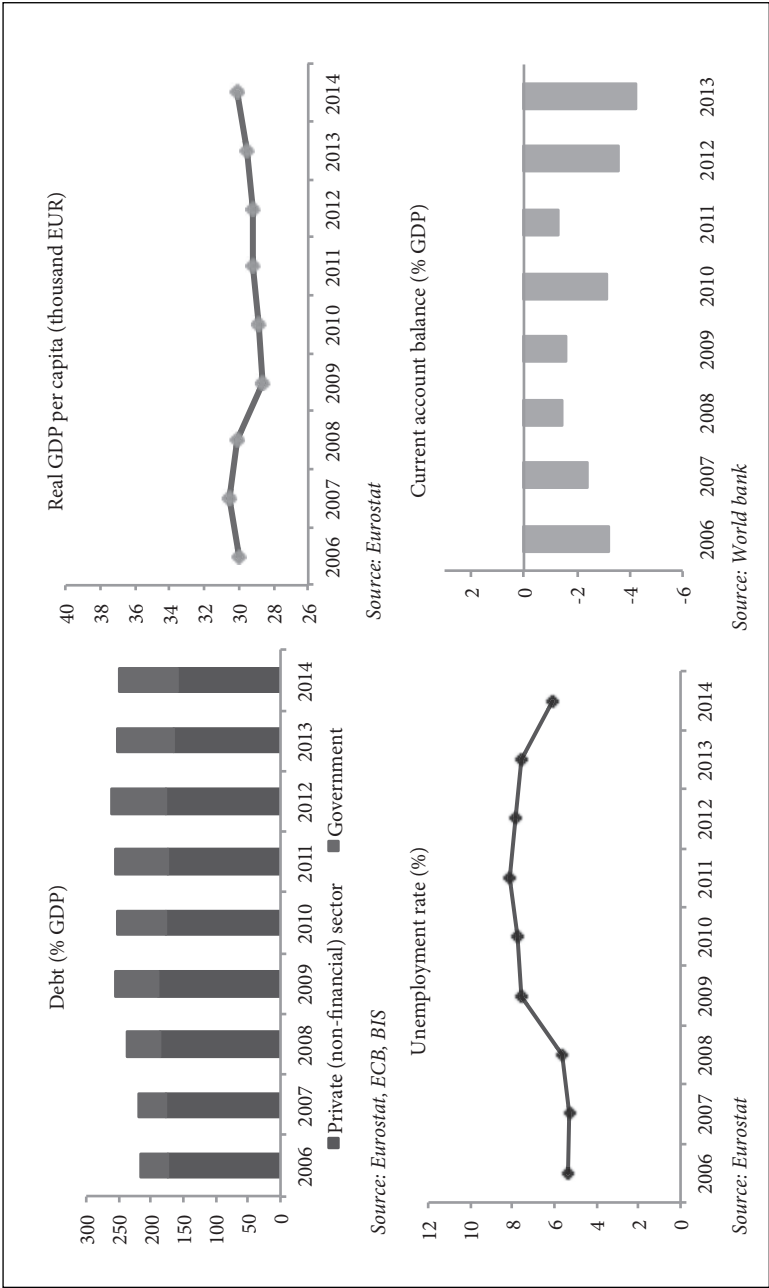 Debt (% GDP)
300
250
200
150
100
50
0
2006 2007 2008 2009 2010 2011 2012 2013 2014
Private (non-financial) sector Government
Source: Eurostat, ECB, BIS
Real GDP per capita (thousand EUR)
40
38
36
34
32
30
28
26
2006 2007 2008 2009 2010 2011 2012 2013 2014
Source: Eurostat
Unemployment rate (%)
12
10
8
6
4
2
0
2006 2007 2008 2009 2010 2011 2012 2013 2014
Source: Eurostat
Current account balance (% GDP)
2
0
-2
-4
-6
2006 2007 2008 2009 2010 2011 2012 2013
Source: World bank